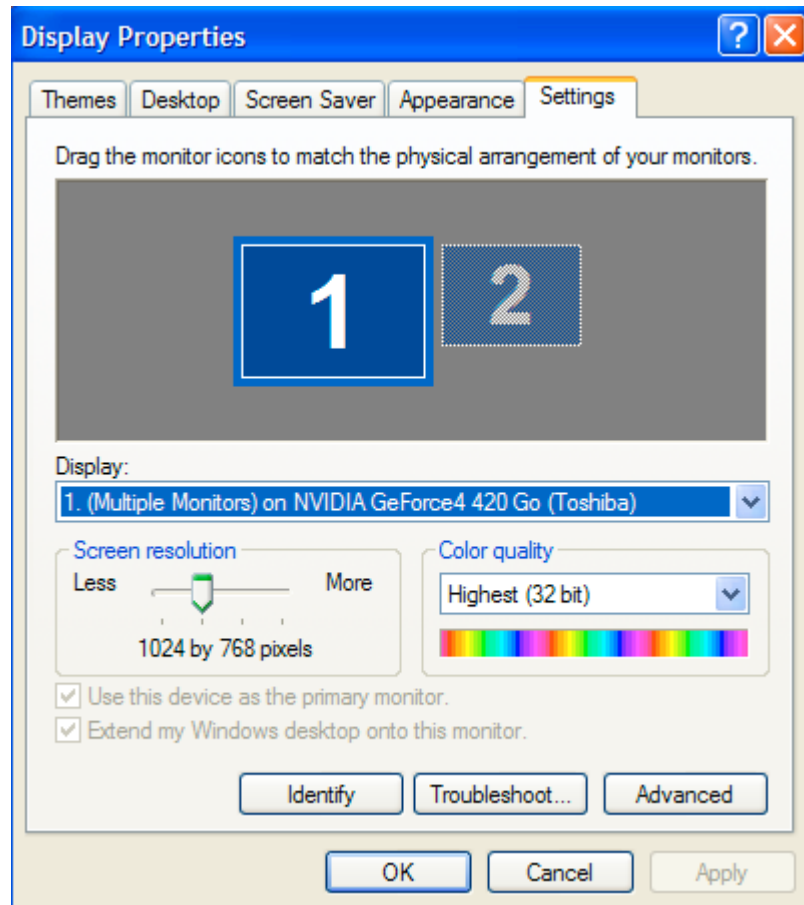 Display Properties
?
Themes Desktop Screen Saver Appearance Settings
Drag the monitor icons to match the physical arrangement of your monitors.
1 2
Display:
1. (Multiple Monitors) on NVIDIA GeForce4 420 Go (Toshiba)
Screen resolution
Less More
1024 by 768 pixels
Color quality
Highest (32 bit)
Use this device as the primary monitor.
Extend my Windows desktop onto this monitor.
Identify Troubleshoot... Advanced
OK Cancel Apply